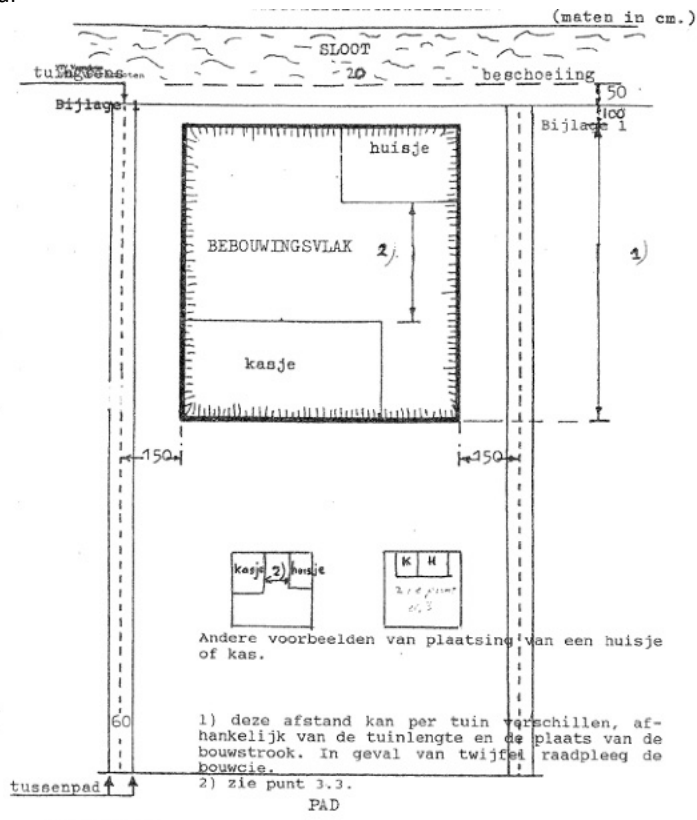 (maten in cm.)
SLOOT
tuingrens
20
beschoeiing
50
Bijlage 1
100
Bijlage 1
huisje
BEBOUWINGSVLAK
2)
1)
kasje
150
150
kasje 2) huisje
K H
zie punt
Andere voorbeelden van plaatsing van een huisje
of kas.
60
1) deze afstand kan per tuin verschillen, af-
hankelijk van de tuinlengte en de plaats van de
bouwstrook. In geval van twijfel raadpleeg de
bouwcie.
2) zie punt 3.3.
tussenpad
PAD